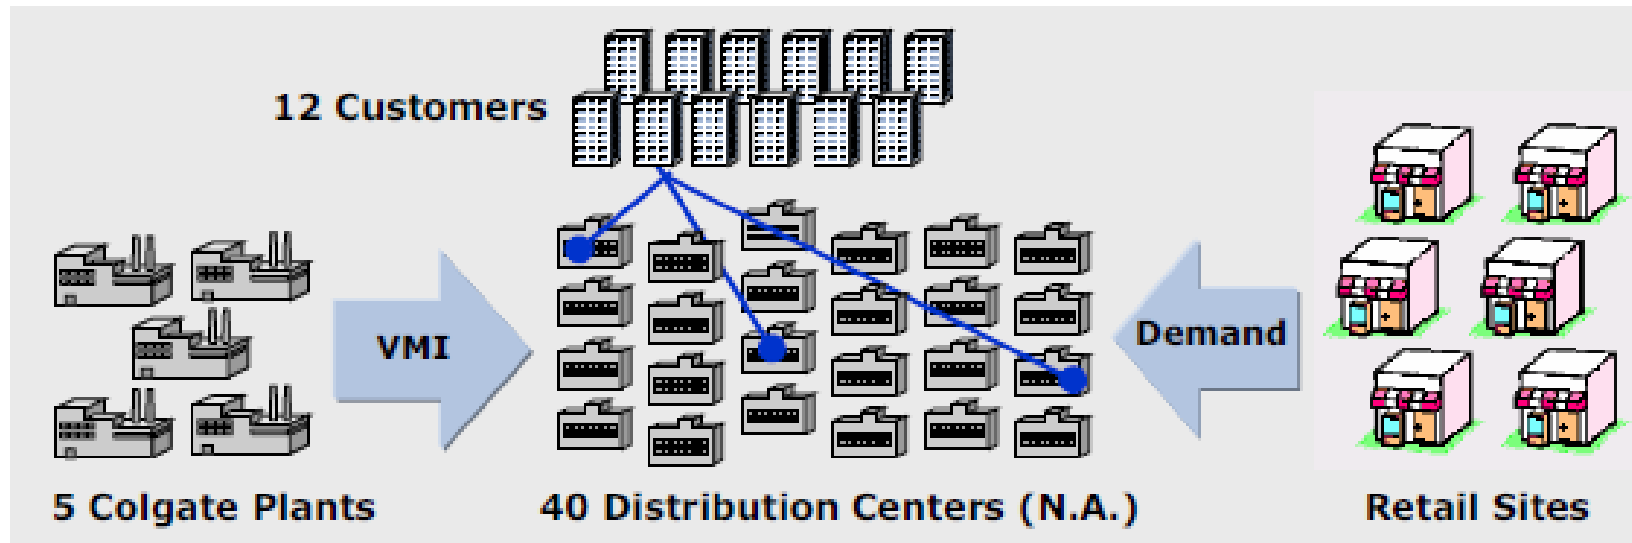 12 Customers
VMI
Demand
5 Colgate Plants
40 Distribution Centers (N.A.)
Retail Sites